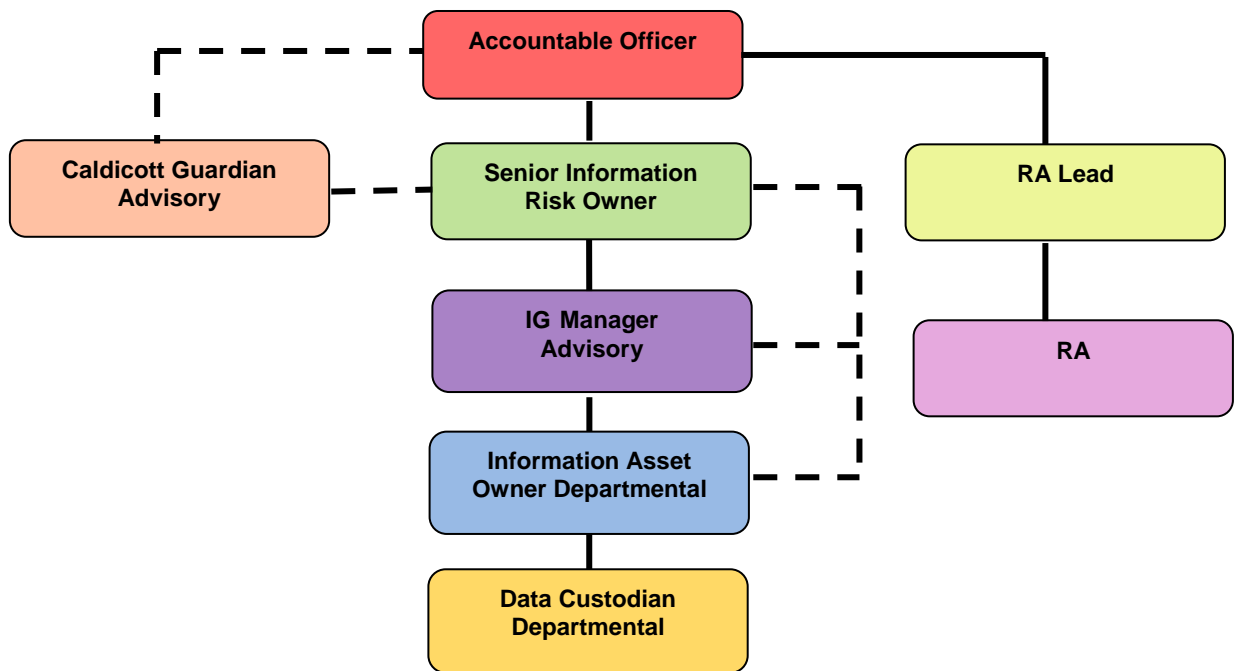 Accountable Officer
Caldicott Guardian
Advisory
Senior Information
Risk Owner
RA Lead
IG Manager
Advisory
RA
Information Asset
Owner Departmental
Data Custodian
Departmental